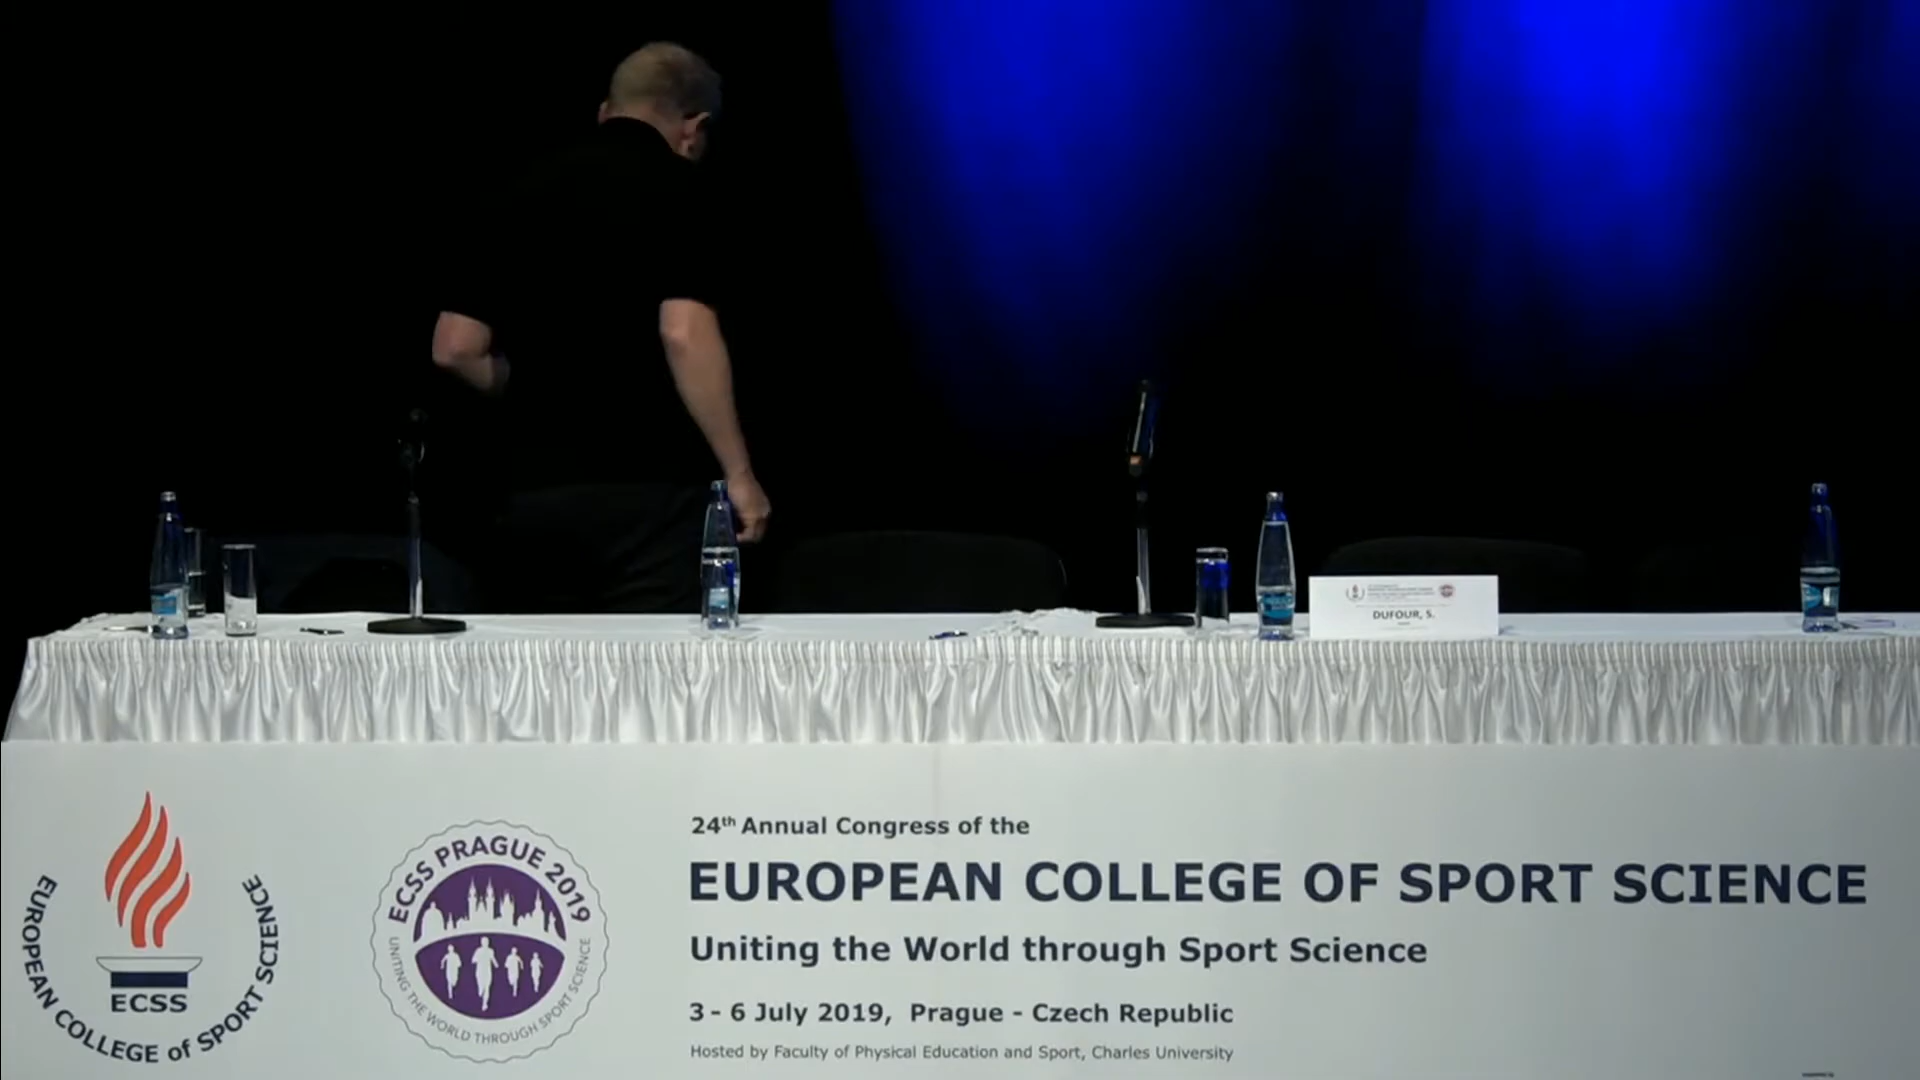 DUFOUR, S.
24th Annual Congress of the
EUROPEAN COLLEGE OF SPORT SCIENCE
Uniting the World through Sport Science
3 - 6 July 2019, Prague - Czech Republic
Hosted by Faculty of Physical Education and Sport, Charles University
ECSS
EUROPEAN COLLEGE of SPORT SCIENCE
ECSS PRAGUE 2019
UNITING THE WORLD THROUGH SPORT SCIENCE